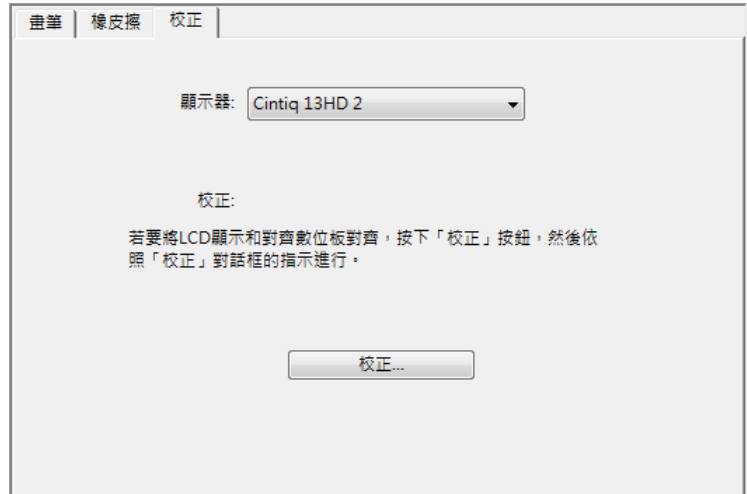 畫筆 橡皮擦 校正
顯示器: Cintiq 13HD 2
校正:
若要將LCD顯示和對齊數位板對齊，按下「校正」按鈕，然後依
照「校正」對話框的指示進行。
校正...